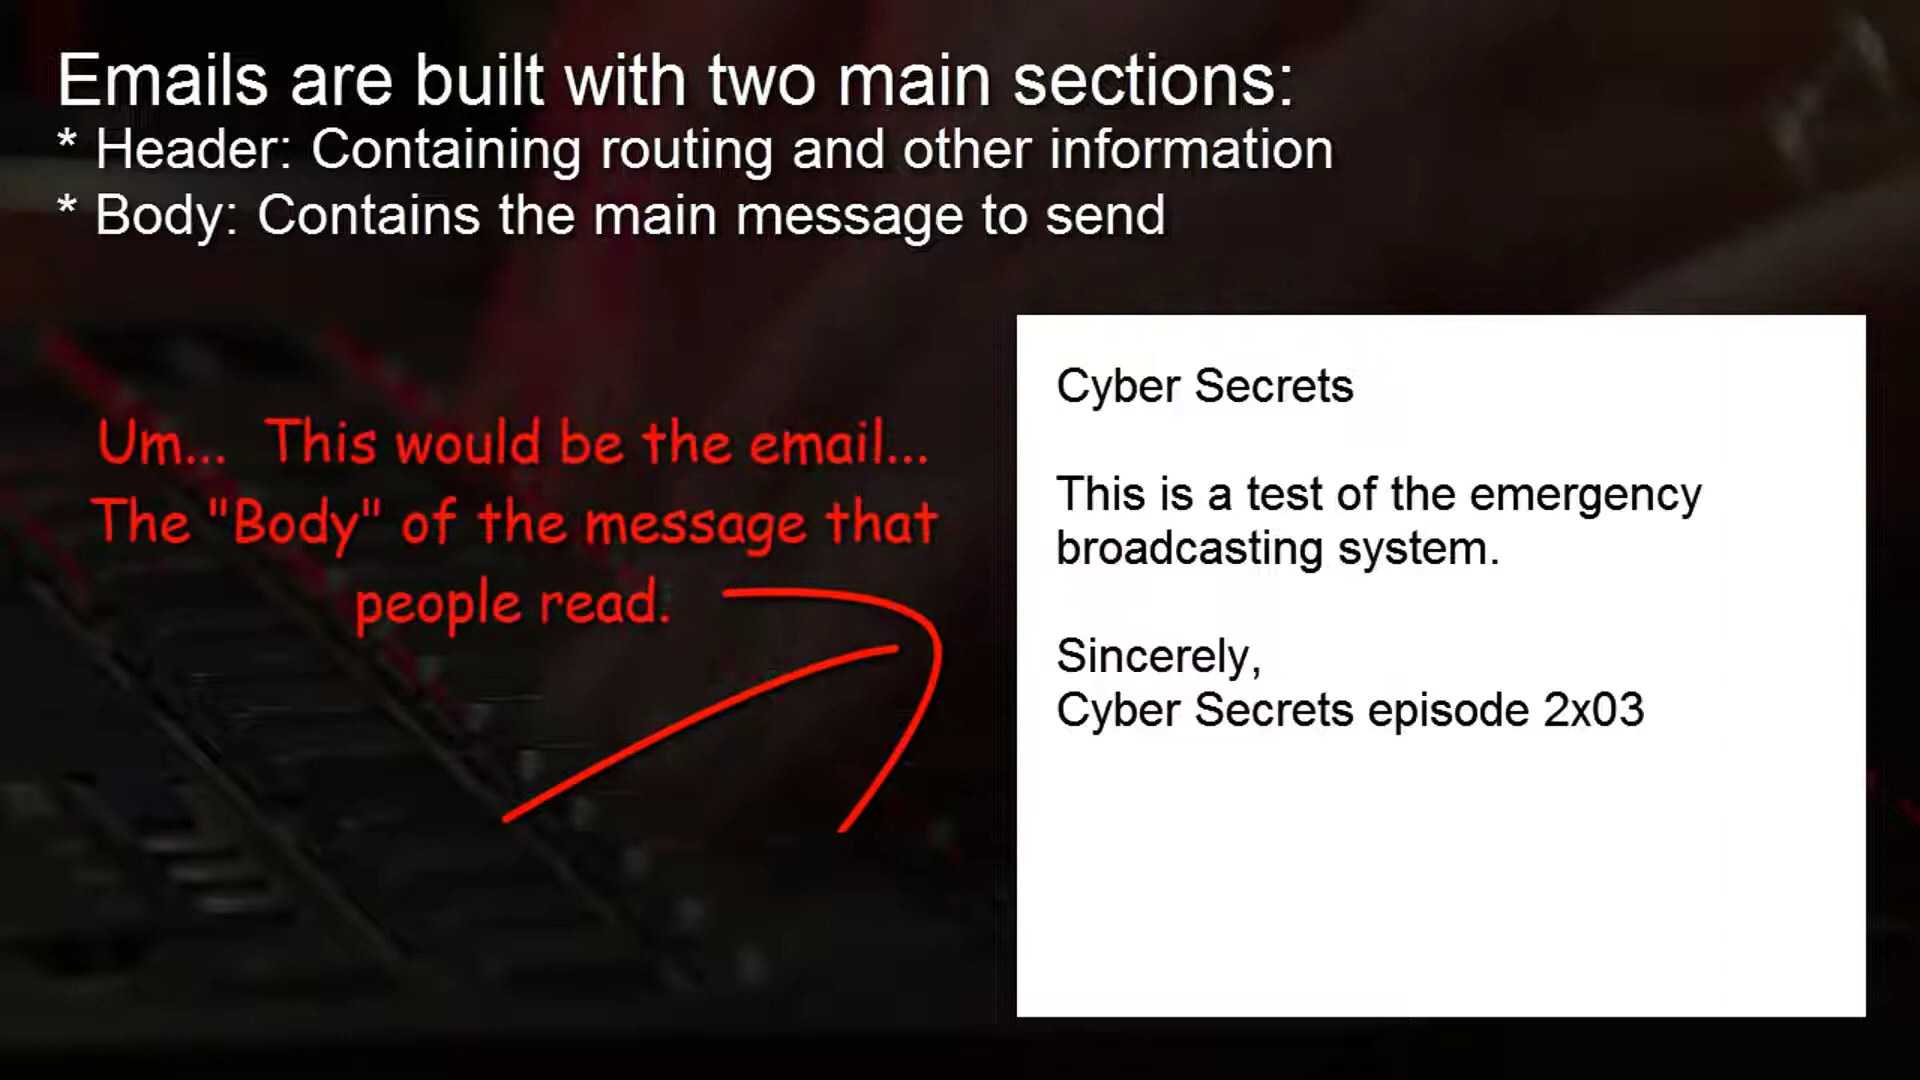 Emails are built with two main sections:
* Header: Containing routing and other information
* Body: Contains the main message to send
Um... This would be the email...
The "Body" of the message that
people read.
Cyber Secrets
This is a test of the emergency
broadcasting system.
Sincerely,
Cyber Secrets episode 2x03